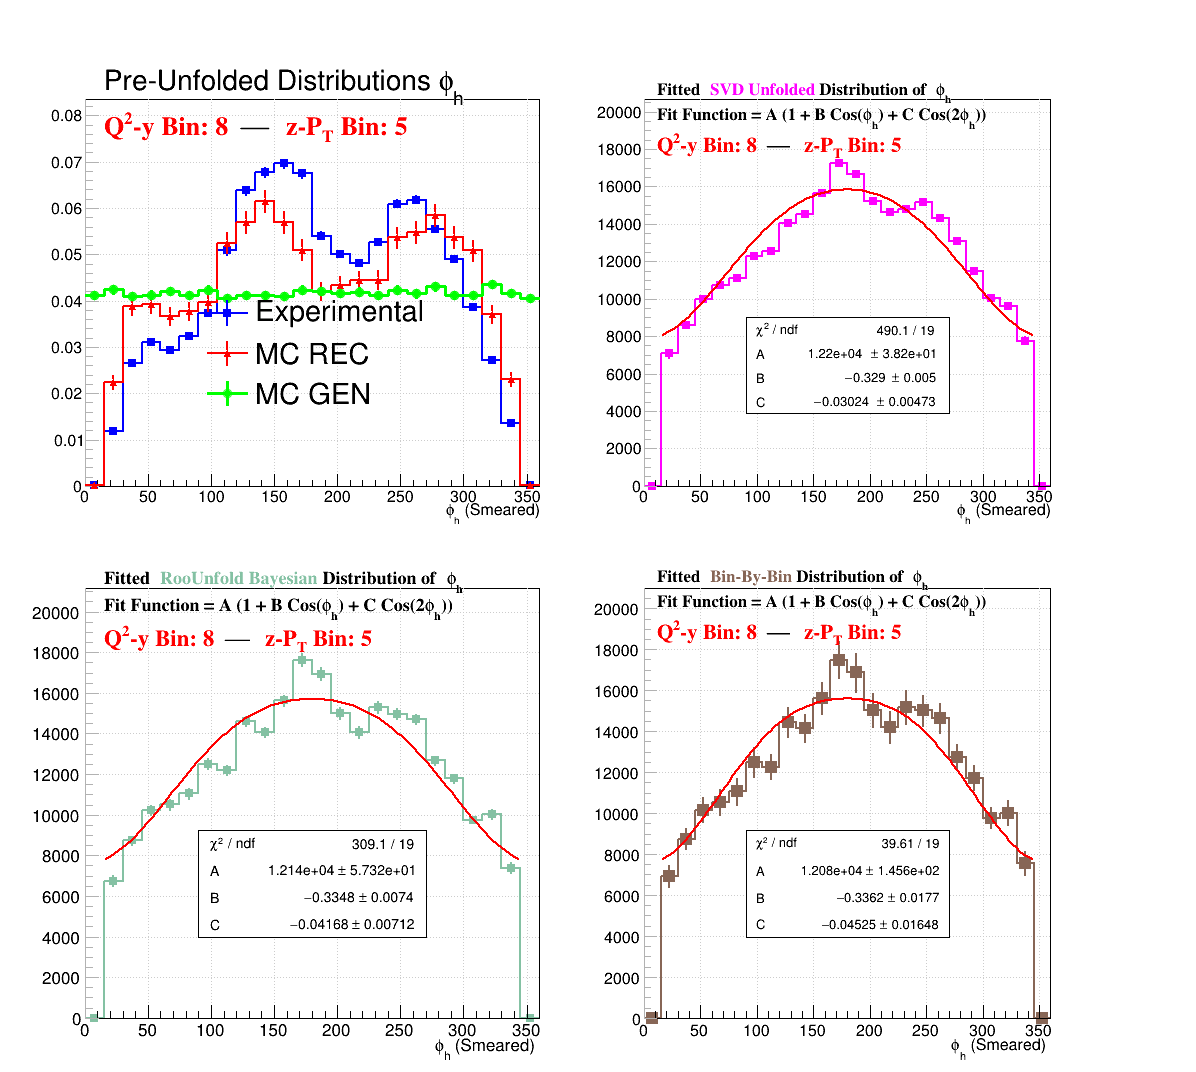 Pre-Unfolded Distributions ϕh
Q²-y Bin: 8 — z-PT Bin: 5
0.08
0.07
0.06
0.05
0.04
0.03
0.02
0.01
0
Experimental
MC REC
MC GEN
0 50 100 150 200 250 300 350
ϕh (Smeared)
Fitted SVD Unfolded Distribution of ϕh
Fit Function = A (1 + B Cos(ϕh) + C Cos(2ϕh))
Q²-y Bin: 8 — z-PT Bin: 5
20000
18000
16000
14000
12000
10000
8000
6000
4000
2000
0
χ² / ndf 490.1 / 19
A 1.22e+04 ± 3.82e+01
B −0.329 ± 0.005
C −0.03024 ± 0.00473
0 50 100 150 200 250 300 350
ϕh (Smeared)
Fitted RooUnfold Bayesian Distribution of ϕh
Fit Function = A (1 + B Cos(ϕh) + C Cos(2ϕh))
Q²-y Bin: 8 — z-PT Bin: 5
20000
18000
16000
14000
12000
10000
8000
6000
4000
2000
0
χ² / ndf 309.1 / 19
A 1.214e+04 ± 5.732e+01
B −0.3348 ± 0.0074
C −0.04168 ± 0.00712
0 50 100 150 200 250 300 350
ϕh (Smeared)
Fitted Bin-By-Bin Distribution of ϕh
Fit Function = A (1 + B Cos(ϕh) + C Cos(2ϕh))
Q²-y Bin: 8 — z-PT Bin: 5
20000
18000
16000
14000
12000
10000
8000
6000
4000
2000
0
χ² / ndf 39.61 / 19
A 1.208e+04 ± 1.456e+02
B −0.3362 ± 0.0177
C −0.04525 ± 0.01648
0 50 100 150 200 250 300 350
ϕh (Smeared)